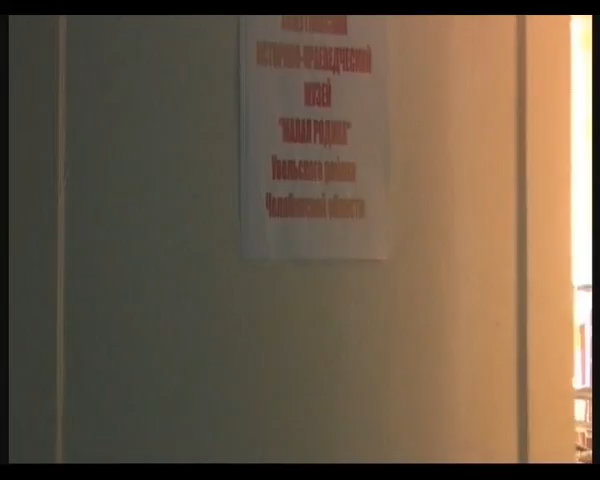 ИСТОРИКО-КРАЕВЕДЧЕСКИЙ
МУЗЕЙ
"МАЛАЯ РОДИНА"
Увельского района
Челябинской области